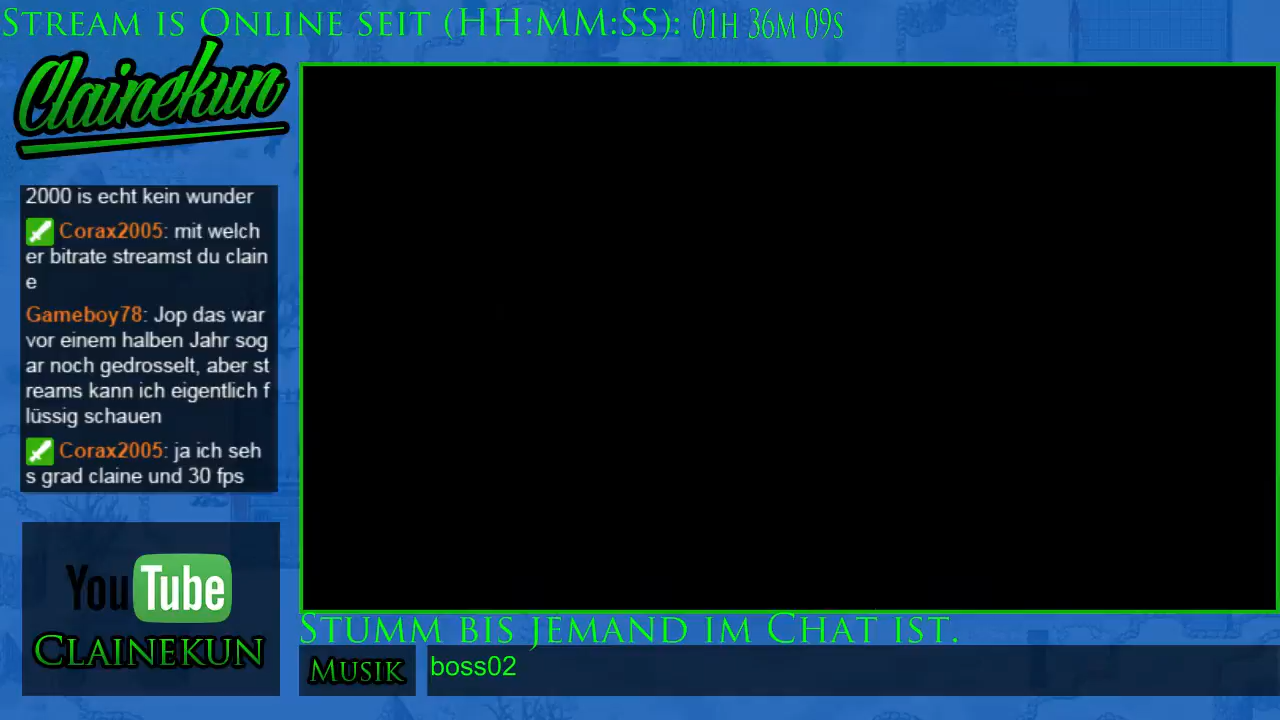 Stream is Online seit (HH:MM:SS): 01h 36m 09s
Clainekun
2000 is echt kein wunder
Corax2005: mit welch
er bitrate streamst du clain
e
Gameboy78: Jop das war
vor einem halben Jahr sog
ar noch gedrosselt, aber st
reams kann ich eigentlich f
lüssig schauen
Corax2005: ja ich seh
s grad claine und 30 fps
YouTube
Clainekun
Stumm bis jemand im Chat ist.
Musik
boss02